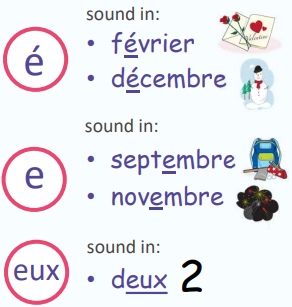 sound in:
é
• février
• décembre
sound in:
e
• septembre
• novembre
sound in:
eux
• deux 2